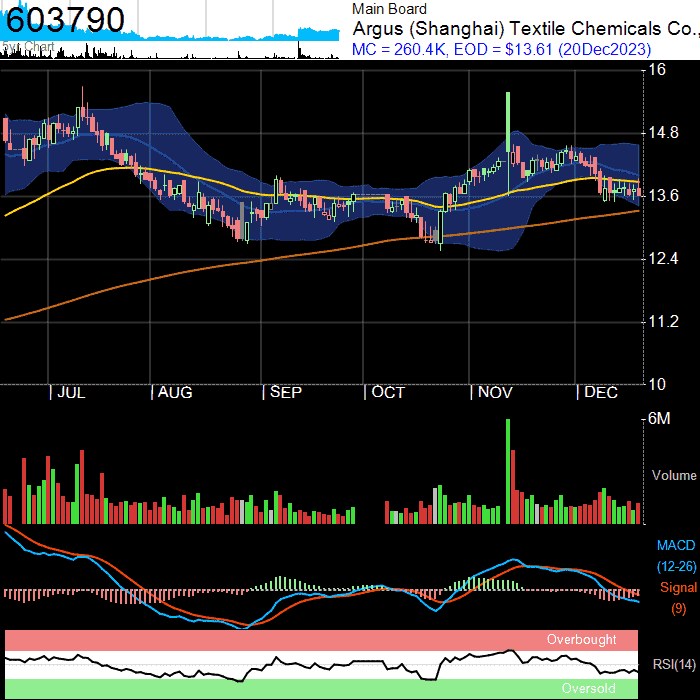 603790
5yr Chart
Main Board
Argus (Shanghai) Textile Chemicals Co.,
MC = 260.4K, EOD = $13.61 (20Dec2023)
16
14.8
13.6
12.4
11.2
10
JUL AUG SEP OCT NOV DEC
6M
Volume
MACD
(12-26)
Signal
(9)
Overbought
RSI(14)
Oversold